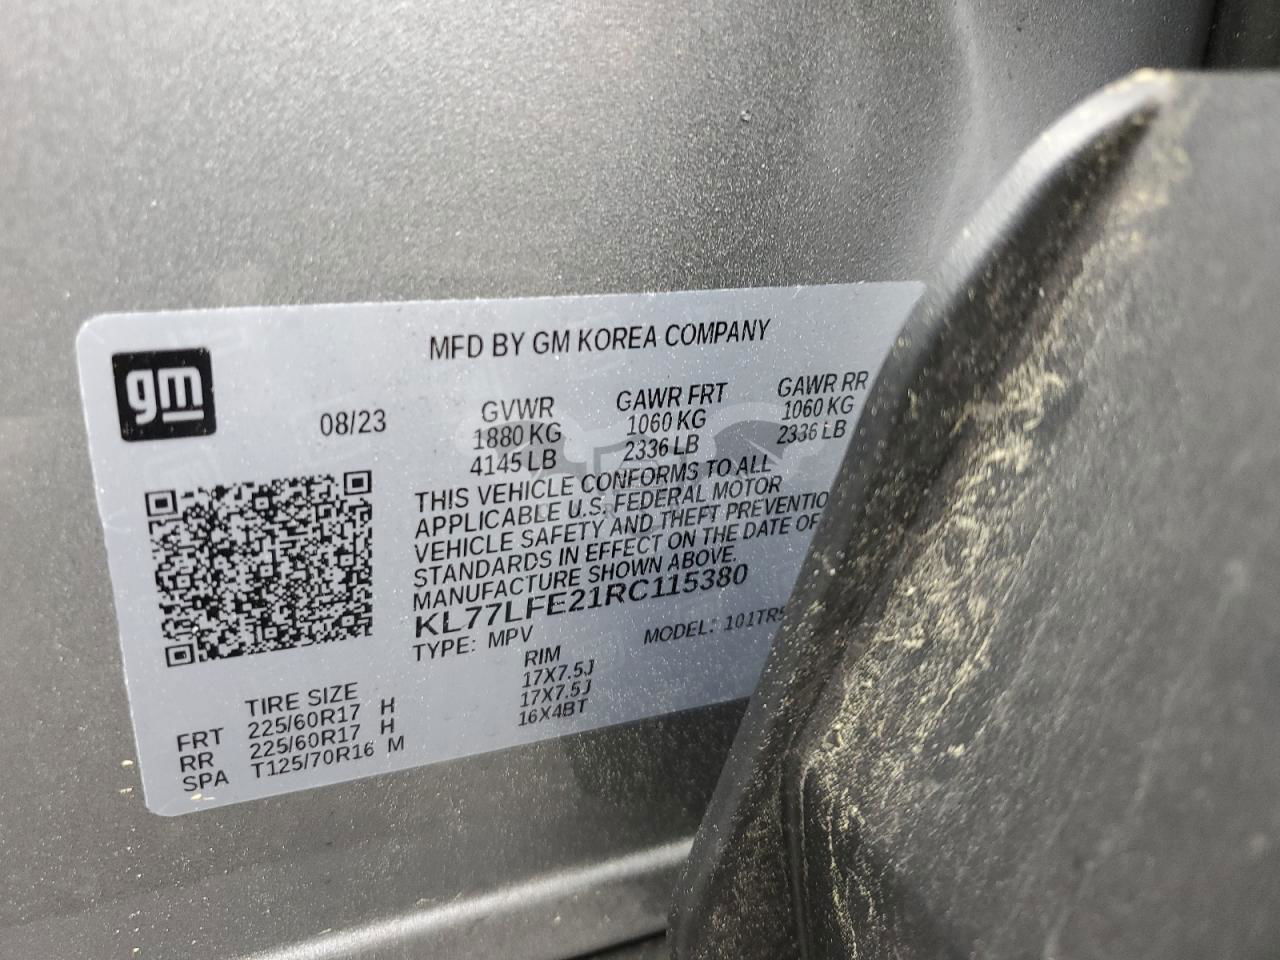 gm
MFD BY GM KOREA COMPANY
08/23
GVWR GAWR FRT GAWR RR
1880 KG 1060 KG 1060 KG
4145 LB 2336 LB 2336 LB
THIS VEHICLE CONFORMS TO ALL
APPLICABLE U.S. FEDERAL MOTOR
VEHICLE SAFETY AND THEFT PREVENTIO
STANDARDS IN EFFECT ON THE DATE OF
MANUFACTURE SHOWN ABOVE.
KL77LFE21RC115380
TYPE: MPV MODEL: 101TR
TIRE SIZE RIM
FRT 225/60R17 H 17X7.5J
RR 225/60R17 H 17X7.5J
SPA T125/70R16 M 16X4BT